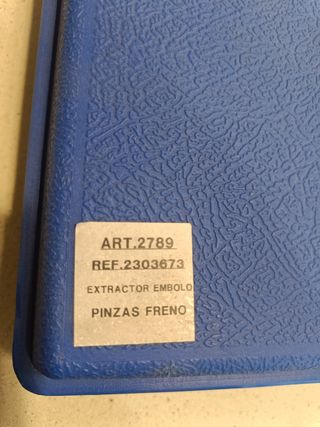 ART.2789
REF.2303673
EXTRACTOR EMBOLO
PINZAS FRENO